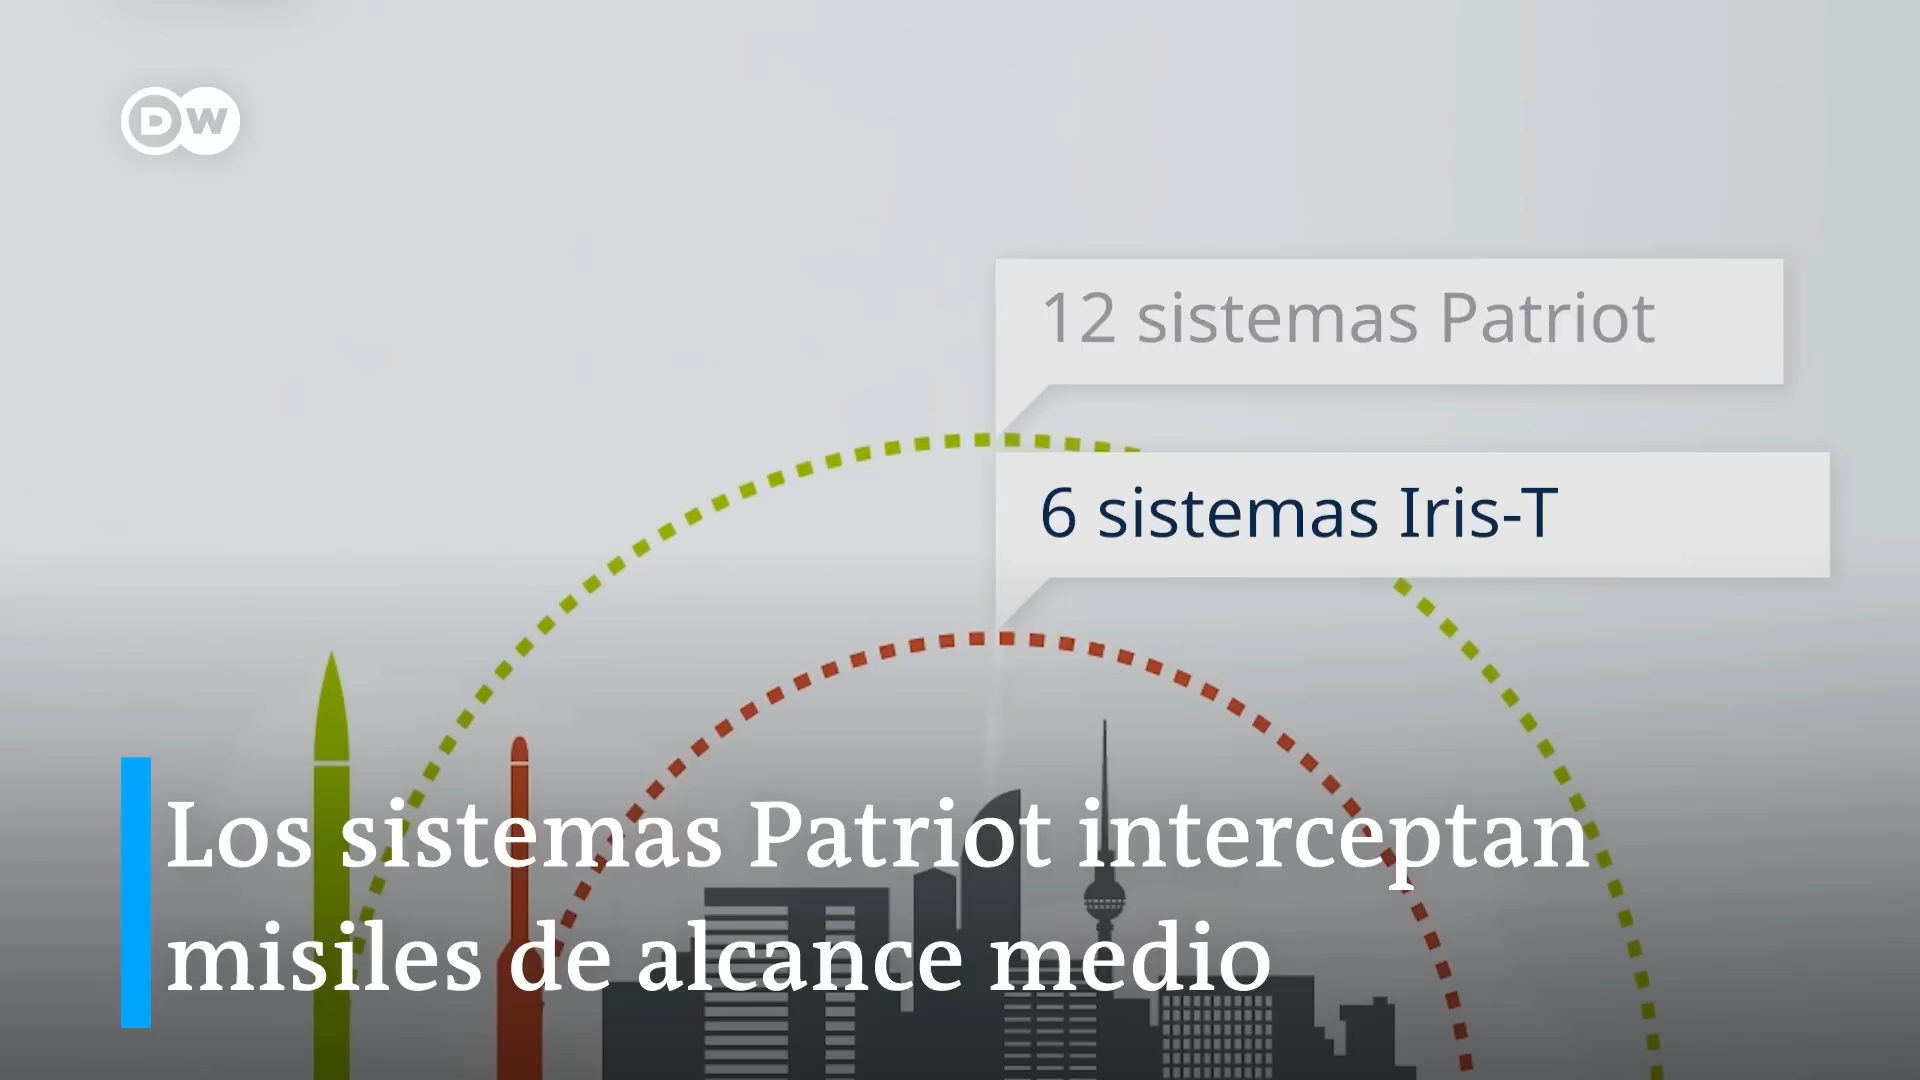 DW
12 sistemas Patriot
6 sistemas Iris-T
Los sistemas Patriot interceptan
misiles de alcance medio